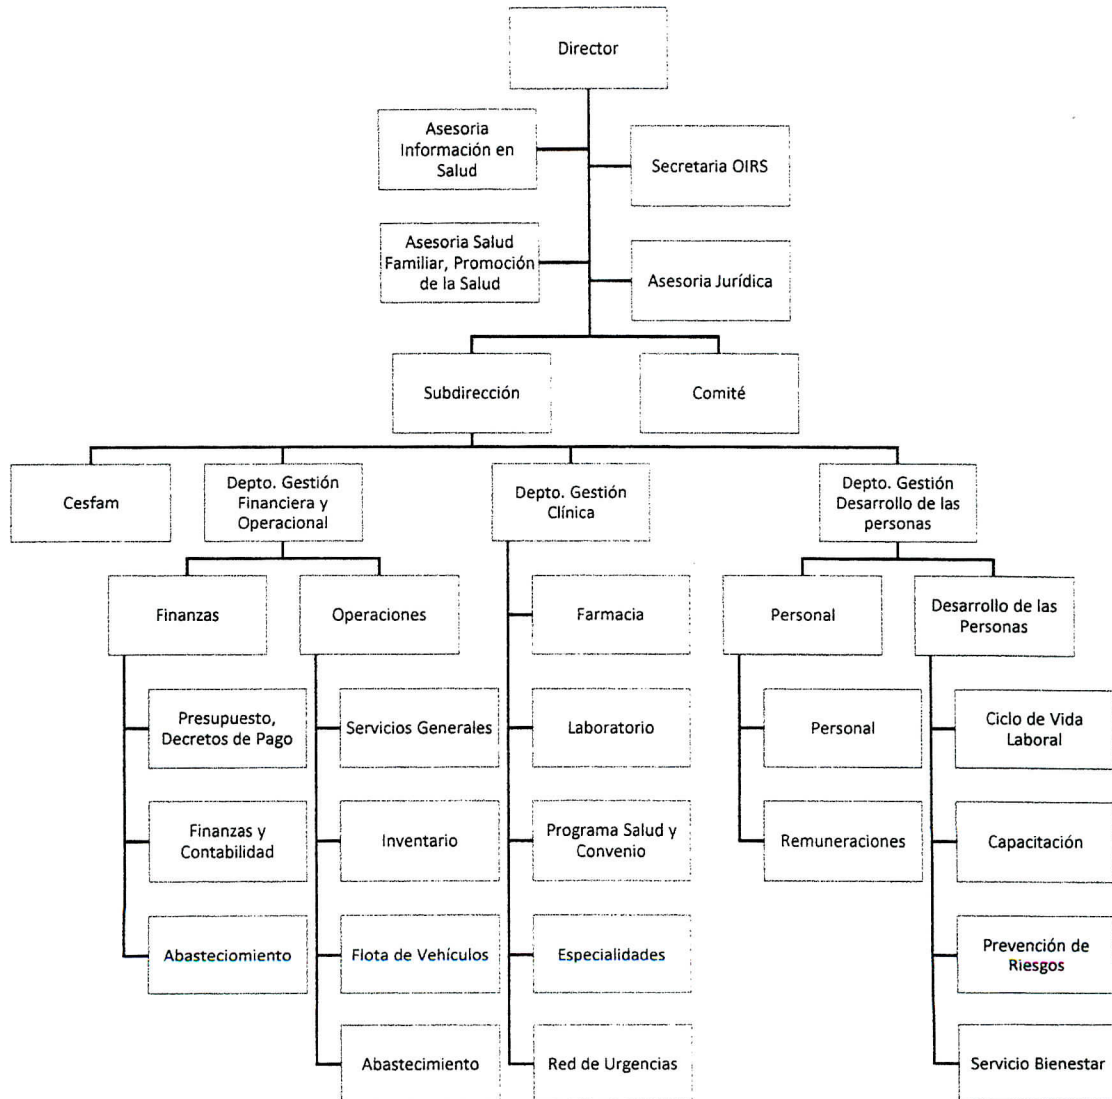 Director
Asesoria
Información en
Salud
Secretaria OIRS
Asesoria Salud
Familiar, Promoción
de la Salud
Asesoria Jurídica
Subdirección
Comité
Cesfam
Depto. Gestión
Financiera y
Operacional
Depto. Gestión
Clínica
Depto. Gestión
Desarrollo de las
personas
Finanzas
Operaciones
Farmacia
Personal
Desarrollo de las
Personas
Presupuesto,
Decretos de Pago
Servicios Generales
Laboratorio
Personal
Ciclo de Vida
Laboral
Finanzas y
Contabilidad
Inventario
Programa Salud y
Convenio
Remuneraciones
Capacitación
Abasteciomiento
Flota de Vehículos
Especialidades
Prevención de
Riesgos
Abastecimiento
Red de Urgencias
Servicio Bienestar